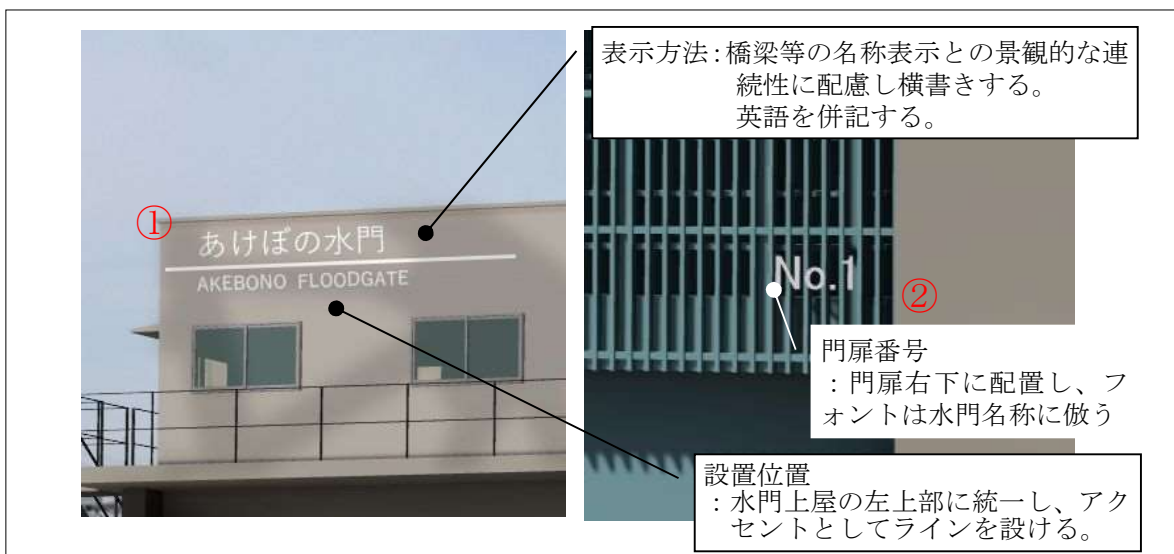 表示方法:橋梁等の名称表示との景観的な連
続性に配慮し横書きする。
英語を併記する。
①
あけぼの水門
AKEBONO FLOODGATE
No.1
②
門扉番号
:門扉右下に配置し、フ
ォントは水門名称に倣う
設置位置
:水門上屋の左上部に統一し、アク
セントとしてラインを設ける。